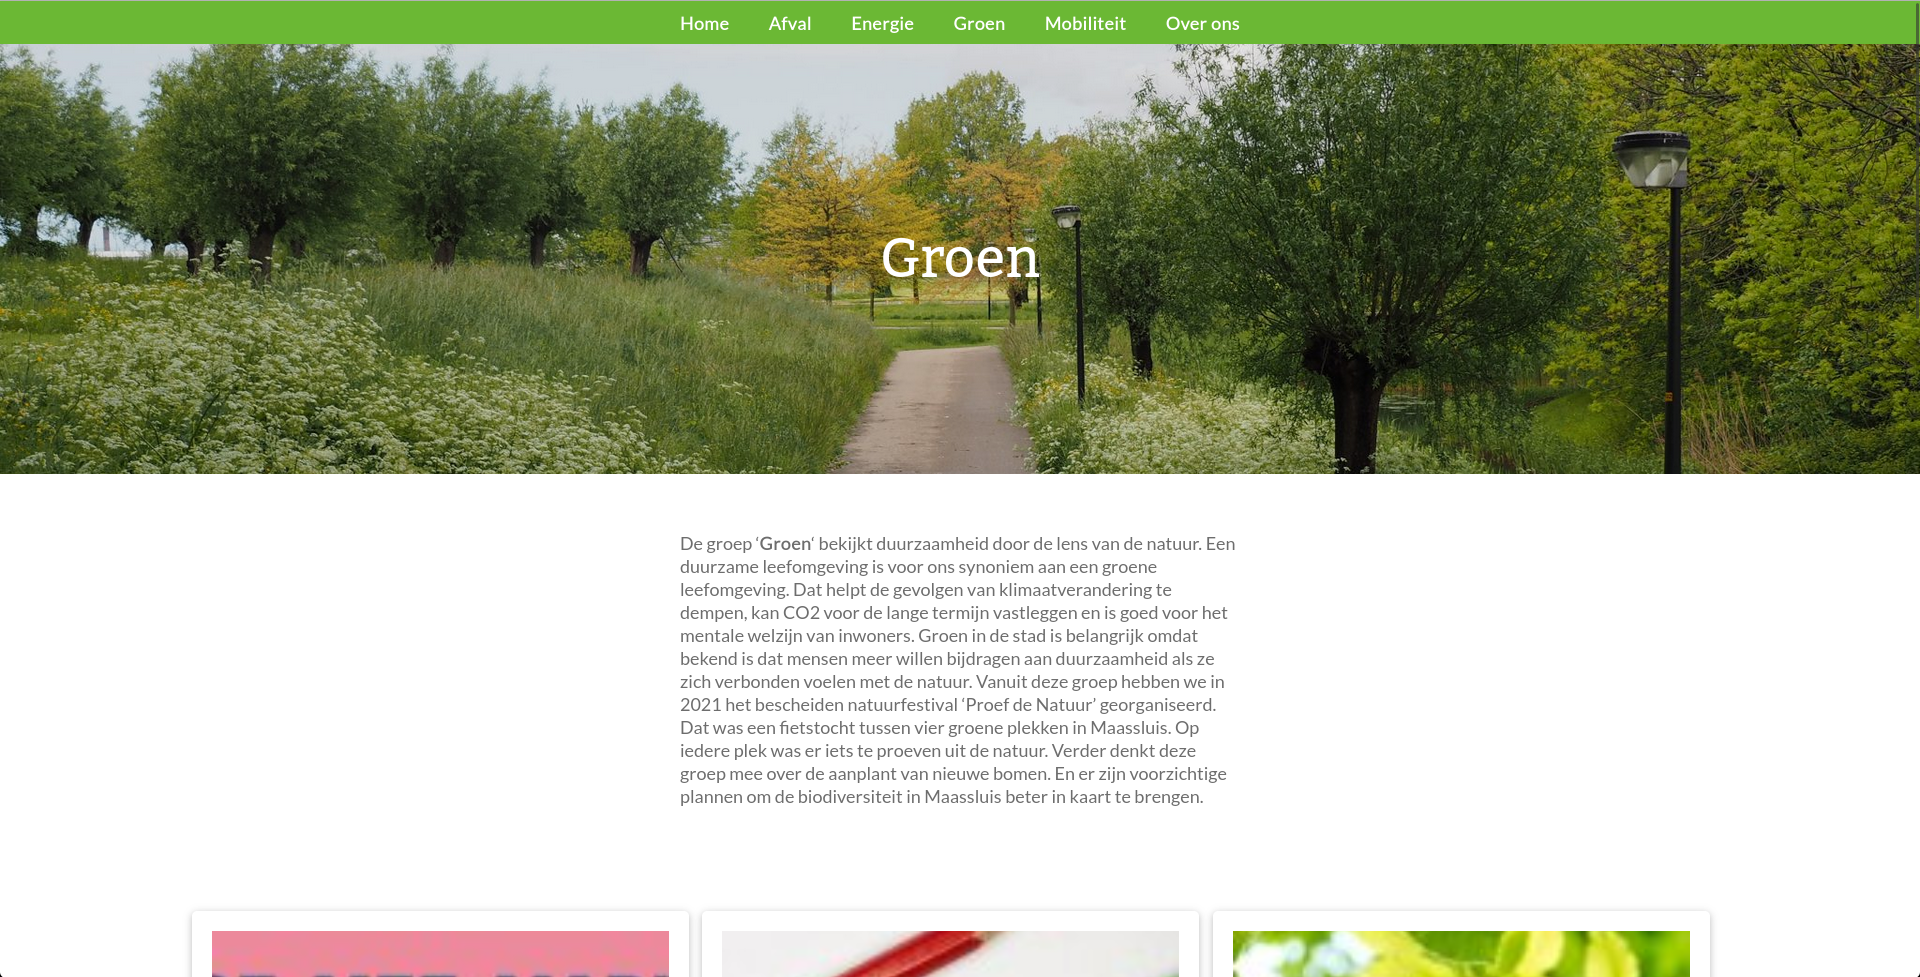 Home Afval Energie Groen Mobiliteit Over ons
Groen
De groep ‘Groen‘ bekijkt duurzaamheid door de lens van de natuur. Een
duurzame leefomgeving is voor ons synoniem aan een groene
leefomgeving. Dat helpt de gevolgen van klimaatverandering te
dempen, kan CO2 voor de lange termijn vastleggen en is goed voor het
mentale welzijn van inwoners. Groen in de stad is belangrijk omdat
bekend is dat mensen meer willen bijdragen aan duurzaamheid als ze
zich verbonden voelen met de natuur. Vanuit deze groep hebben we in
2021 het bescheiden natuurfestival ‘Proef de Natuur’ georganiseerd.
Dat was een fietstocht tussen vier groene plekken in Maassluis. Op
iedere plek was er iets te proeven uit de natuur. Verder denkt deze
groep mee over de aanplant van nieuwe bomen. En er zijn voorzichtige
plannen om de biodiversiteit in Maassluis beter in kaart te brengen.